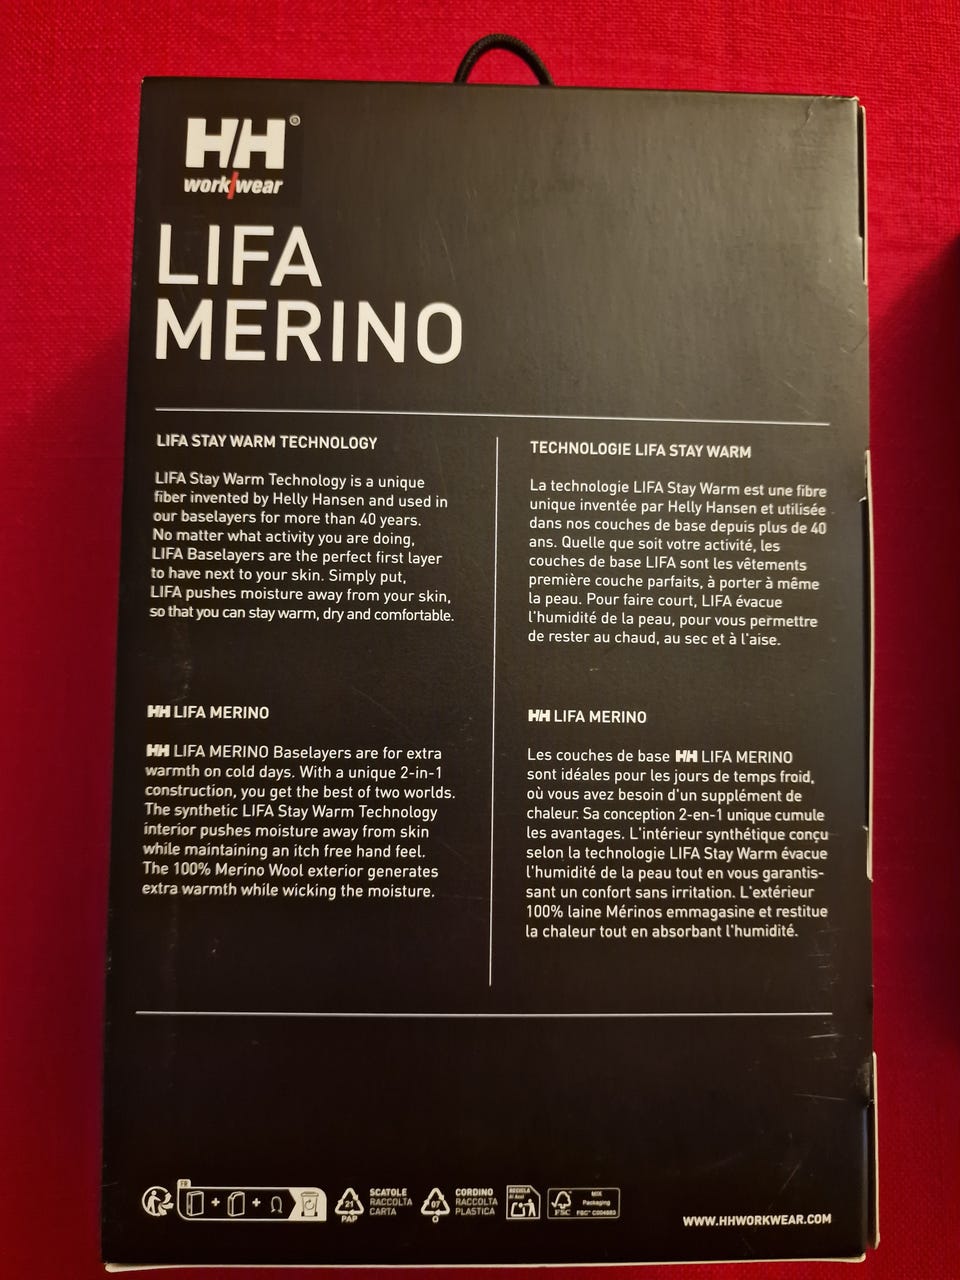 HH®
work/wear
LIFA
MERINO
LIFA STAY WARM TECHNOLOGY
LIFA Stay Warm Technology is a unique
fiber invented by Helly Hansen and used in
our baselayers for more than 40 years.
No matter what activity you are doing,
LIFA Baselayers are the perfect first layer
to have next to your skin. Simply put,
LIFA pushes moisture away from your skin,
so that you can stay warm, dry and comfortable.
HH LIFA MERINO
HH LIFA MERINO Baselayers are for extra
warmth on cold days. With a unique 2-in-1
construction, you get the best of two worlds.
The synthetic LIFA Stay Warm Technology
interior pushes moisture away from skin
while maintaining an itch free hand feel.
The 100% Merino Wool exterior generates
extra warmth while wicking the moisture.
TECHNOLOGIE LIFA STAY WARM
La technologie LIFA Stay Warm est une fibre
unique inventée par Helly Hansen et utilisée
dans nos couches de base depuis plus de 40
ans. Quelle que soit votre activité, les
couches de base LIFA sont les vêtements
première couche parfaits, à porter à même
la peau. Pour faire court, LIFA évacue
l'humidité de la peau, pour vous permettre
de rester au chaud, au sec et à l'aise.
HH LIFA MERINO
Les couches de base HH LIFA MERINO
sont idéales pour les jours de temps froid,
où vous avez besoin d'un supplément de
chaleur. Sa conception 2-en-1 unique cumule
les avantages. L'intérieur synthétique conçu
selon la technologie LIFA Stay Warm évacue
l'humidité de la peau tout en vous garantis-
sant un confort sans irritation. L'extérieur
100% laine Mérinos emmagasine et restitue
la chaleur tout en absorbant l'humidité.
FR
+ +
21
PAP
SCATOLE
RACCOLTA
CARTA
07
O
CORDINO
RACCOLTA
PLASTICA
RECICLA
Al Azul
FSC
MIX
Packaging
FSC™ C004683
WWW.HHWORKWEAR.COM